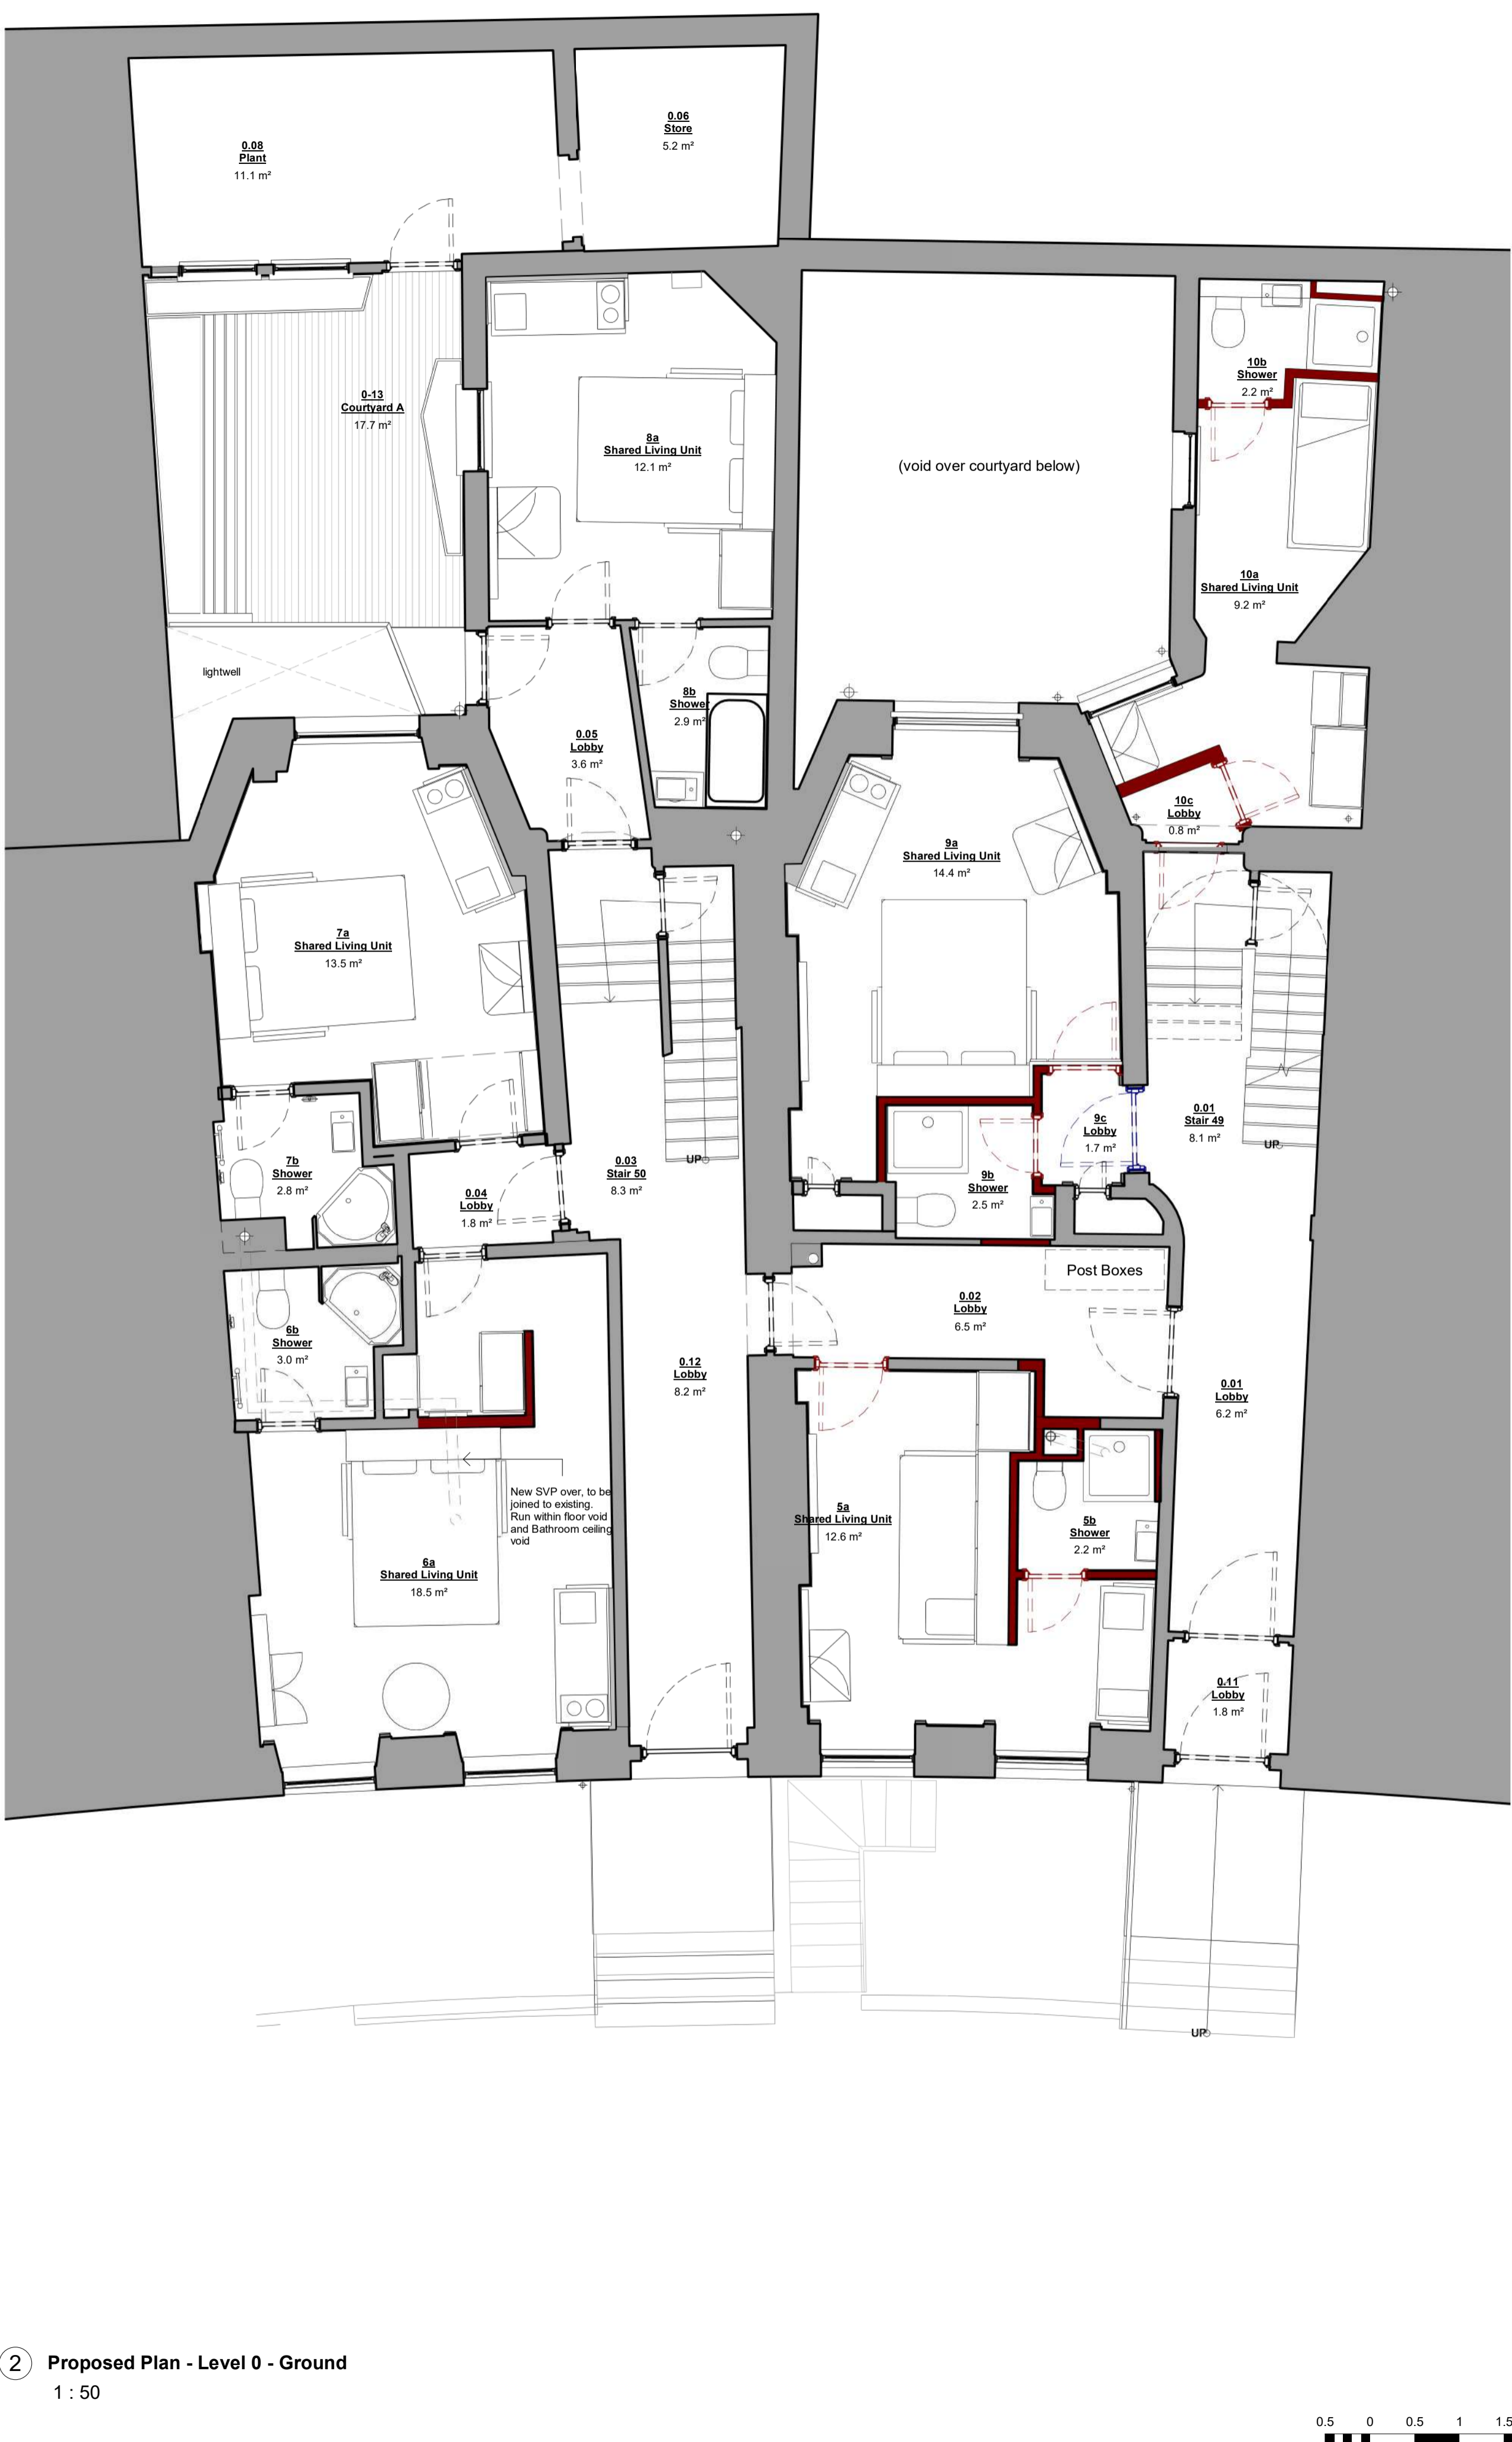 0.08
Plant
11.1 m²
0.06
Store
5.2 m²
0-13
Courtyard A
17.7 m²
8a
Shared Living Unit
12.1 m²
(void over courtyard below)
10b
Shower
2.2 m²
10a
Shared Living Unit
9.2 m²
lightwell
8b
Shower
2.9 m²
0.05
Lobby
3.6 m²
10c
Lobby
0.8 m²
9a
Shared Living Unit
14.4 m²
7a
Shared Living Unit
13.5 m²
7b
Shower
2.8 m²
0.04
Lobby
1.8 m²
0.03
Stair 50
8.3 m²
UP
9c
Lobby
1.7 m²
0.01
Stair 49
8.1 m²
UP
9b
Shower
2.5 m²
Post Boxes
0.02
Lobby
6.5 m²
6b
Shower
3.0 m²
0.12
Lobby
8.2 m²
0.01
Lobby
6.2 m²
New SVP over, to be
joined to existing.
Run within floor void
and Bathroom ceiling
void
5a
Shared Living Unit
12.6 m²
5b
Shower
2.2 m²
6a
Shared Living Unit
18.5 m²
0.11
Lobby
1.8 m²
UP
2 Proposed Plan - Level 0 - Ground
1 : 50
0.5 0 0.5 1 1.5